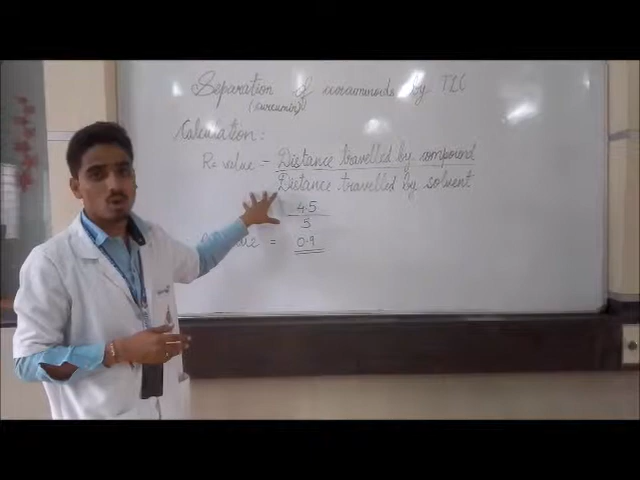 Separation of curcuminoids by TLC
(curcumin)
Calculation:
Rf value = Distance travelled by compound
Distance travelled by solvent
4.5
5
= 0.9